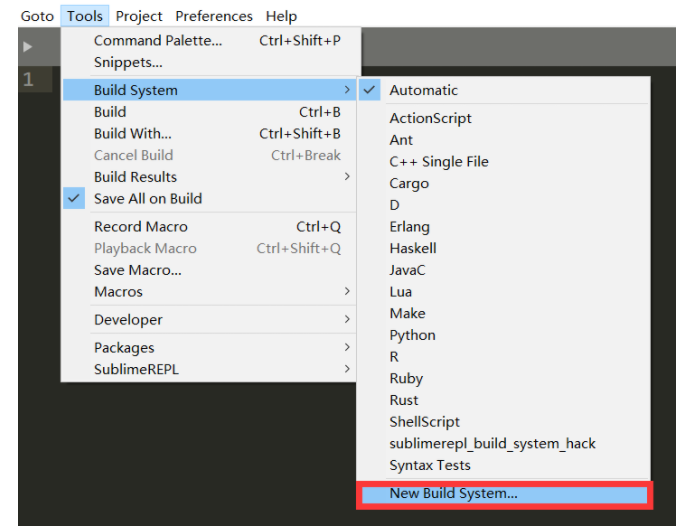 Goto Tools Project Preferences Help
Command Palette... Ctrl+Shift+P
Snippets...
1
Build System
Build Ctrl+B
Build With... Ctrl+Shift+B
Cancel Build Ctrl+Break
Build Results
Save All on Build
Record Macro Ctrl+Q
Playback Macro Ctrl+Shift+Q
Save Macro...
Macros
Developer
Packages
SublimeREPL
Automatic
ActionScript
Ant
C++ Single File
Cargo
D
Erlang
Haskell
JavaC
Lua
Make
Python
R
Ruby
Rust
ShellScript
sublimerepl_build_system_hack
Syntax Tests
New Build System...